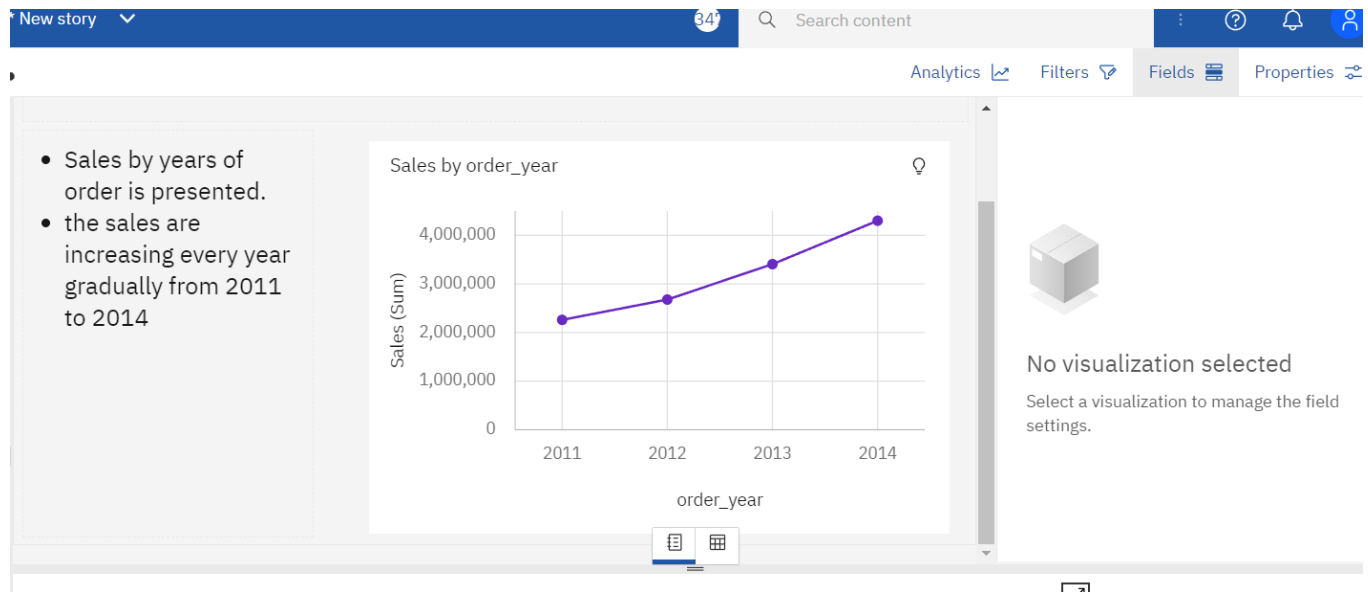 * New story
347
Search content
Analytics
Filters
Fields
Properties
• Sales by years of
order is presented.
• the sales are
increasing every year
gradually from 2011
to 2014
Sales by order_year
Sales (Sum)
4,000,000
3,000,000
2,000,000
1,000,000
0
2011 2012 2013 2014
order_year
No visualization selected
Select a visualization to manage the field
settings.